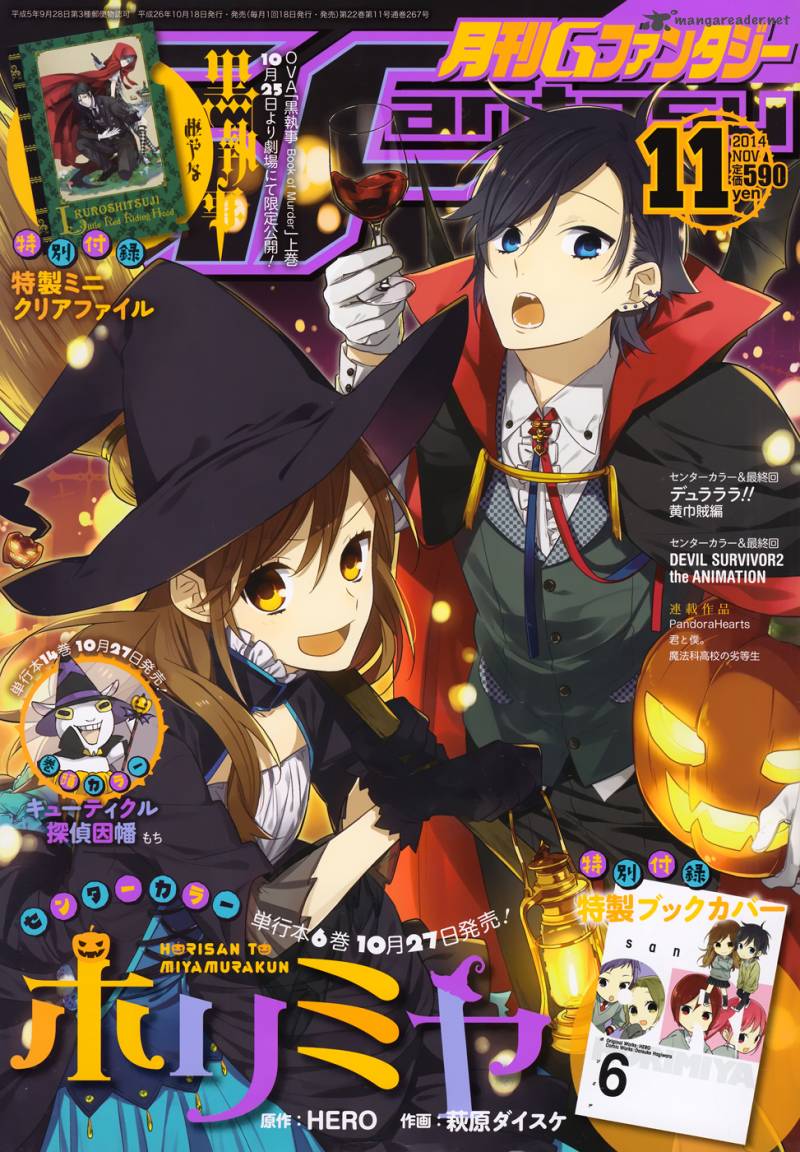 平成5年9月28日第3種郵便物認可 平成26年10月18日発行・発売(毎月1回18日発行・発売)第22巻第11号通巻267号
mangareader.net
月刊Gファンタジー
Fantasy
11
2014
NOV
定価590
yen
OVA「黒執事 Book of Murder」上巻
10月25日より劇場にて限定公開!
黒執事
枢やな
KUROSHITSUJI
Little Red Riding Hood
特別付録
特製ミニ
クリアファイル
センターカラー&最終回
デュラララ!!
黄巾賊編
センターカラー&最終回
DEVIL SURVIVOR2
the ANIMATION
連載作品
PandoraHearts
君と僕。
魔法科高校の劣等生
単行本14巻 10月27日発売!
巻頭カラー
キューティクル
探偵因幡 もち
センターカラー
単行本6巻 10月27日発売!
HORISAN TO
MIYAMURAKUN
ホリミヤ
原作:HERO 作画:萩原ダイスケ
特別付録
特製ブックカバー
san
Original Works:HERO
Comic Works:Daisuke Hagiwara
6